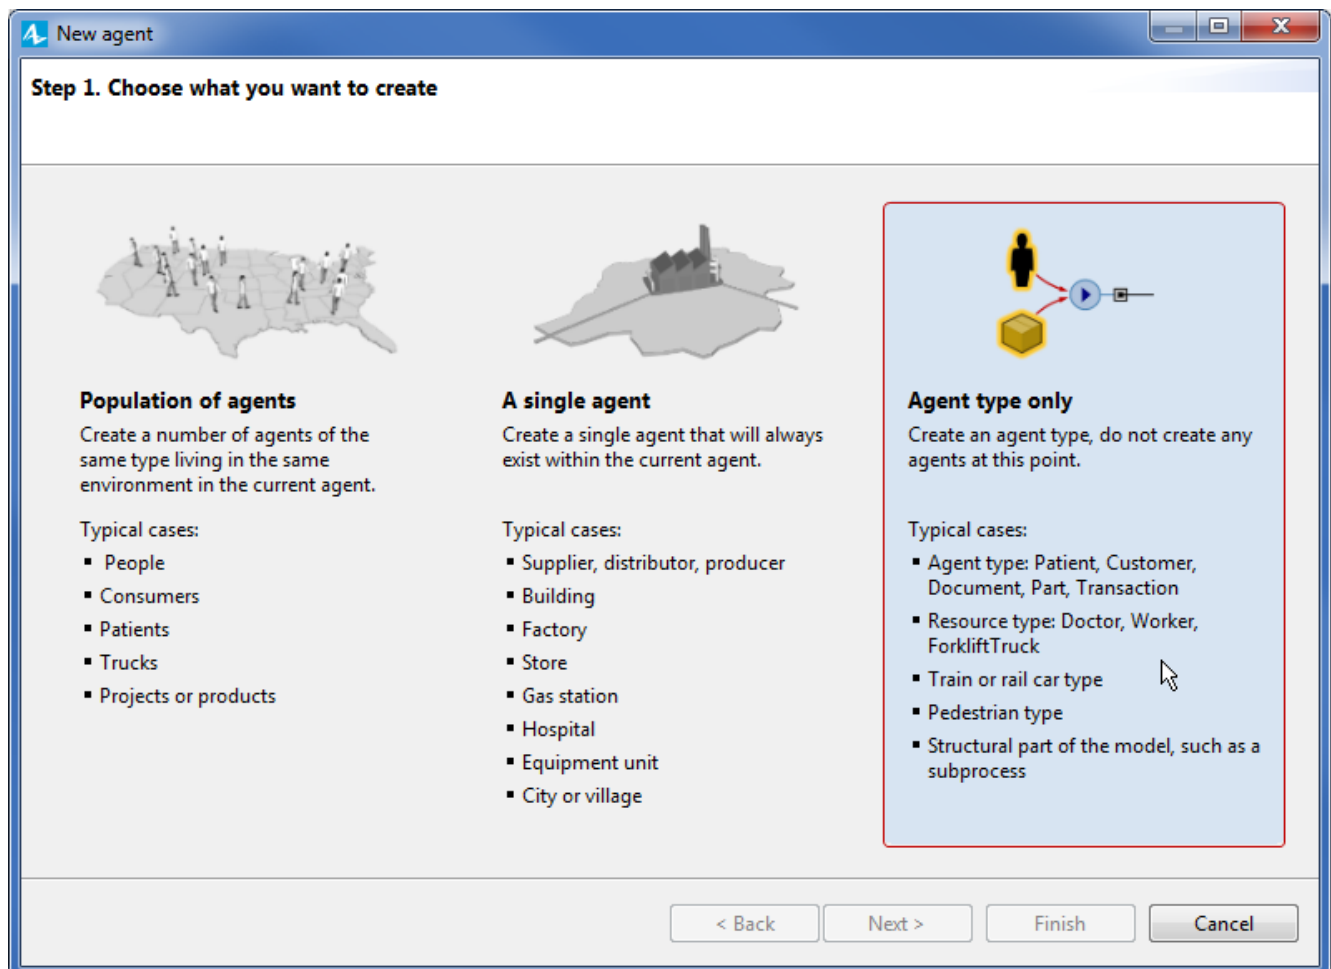 New agent
Step 1. Choose what you want to create
Population of agents
Create a number of agents of the
same type living in the same
environment in the current agent.
Typical cases:
▪ People
▪ Consumers
▪ Patients
▪ Trucks
▪ Projects or products
A single agent
Create a single agent that will always
exist within the current agent.
Typical cases:
▪ Supplier, distributor, producer
▪ Building
▪ Factory
▪ Store
▪ Gas station
▪ Hospital
▪ Equipment unit
▪ City or village
Agent type only
Create an agent type, do not create any
agents at this point.
Typical cases:
▪ Agent type: Patient, Customer,
Document, Part, Transaction
▪ Resource type: Doctor, Worker,
ForkliftTruck
▪ Train or rail car type
▪ Pedestrian type
▪ Structural part of the model, such as a
subprocess
< Back
Next >
Finish
Cancel